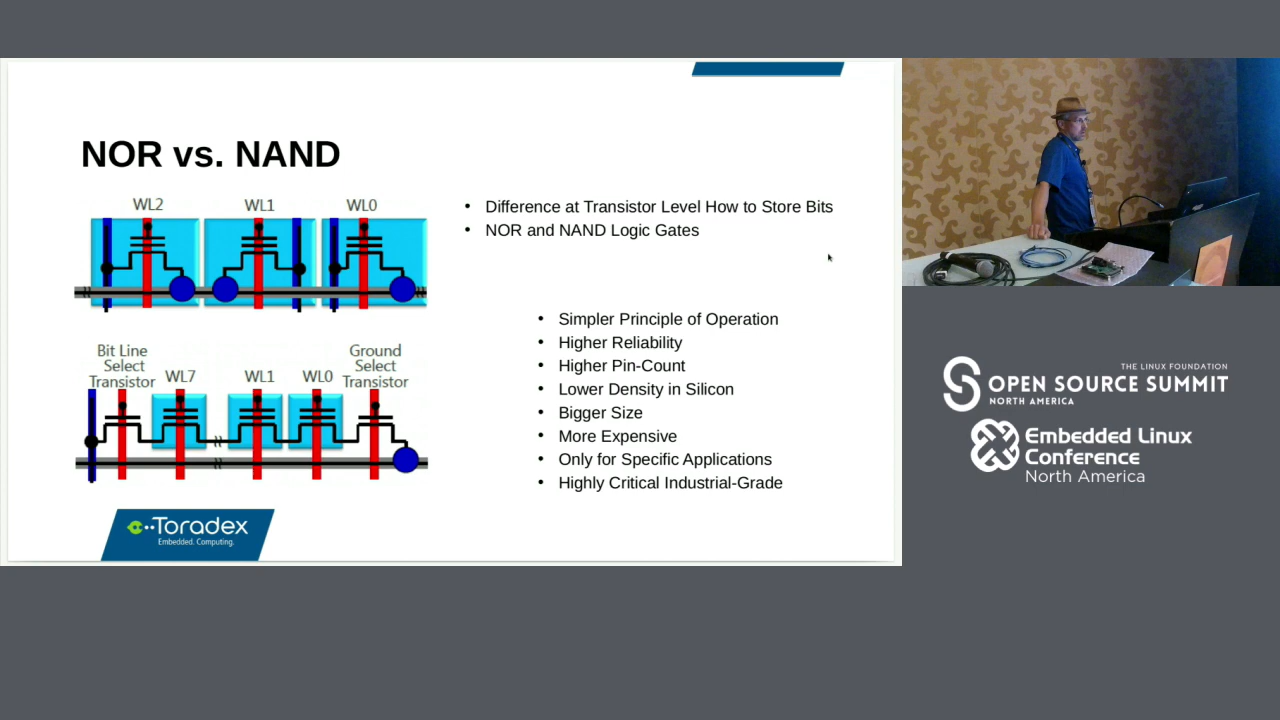 NOR vs. NAND
WL2 WL1 WL0
Bit Line
Select
Transistor
WL7 WL1 WL0
Ground
Select
Transistor
• Difference at Transistor Level How to Store Bits
• NOR and NAND Logic Gates
• Simpler Principle of Operation
• Higher Reliability
• Higher Pin-Count
• Lower Density in Silicon
• Bigger Size
• More Expensive
• Only for Specific Applications
• Highly Critical Industrial-Grade
Toradex
Embedded. Computing.
THE LINUX FOUNDATION
OPEN SOURCE SUMMIT
NORTH AMERICA
Embedded Linux
Conference
North America